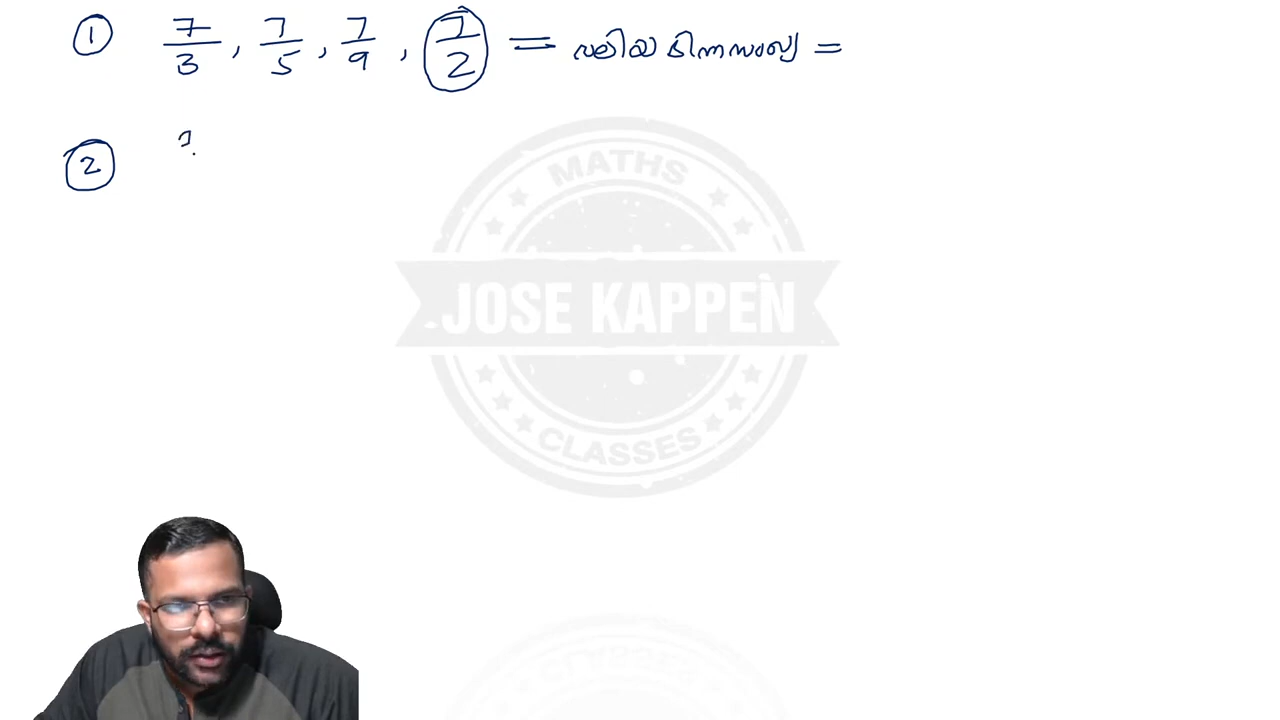 ① 7/3, 7/5, 7/9, 7/2 = വലിയ ഭിന്നസംഖ്യ =
②
MATHS
JOSE KAPPEN
CLASSES